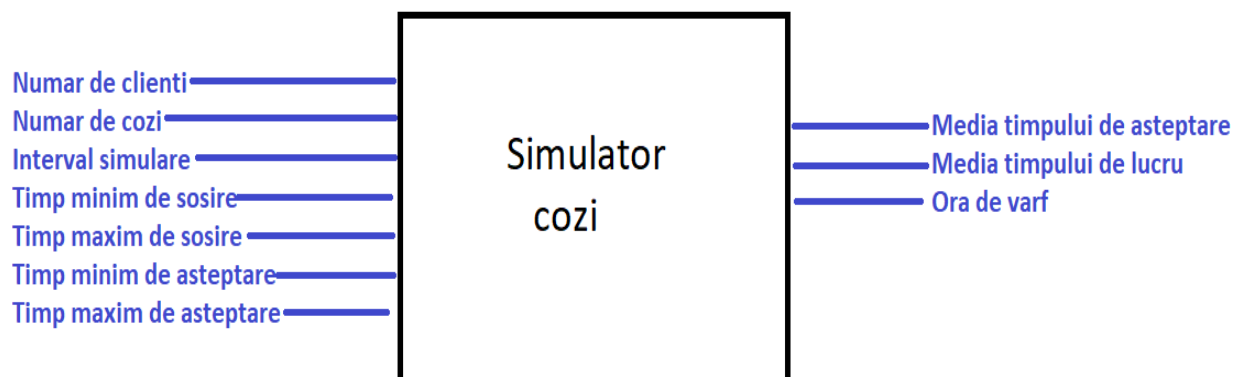 Numar de clienti
Numar de cozi
Interval simulare
Timp minim de sosire
Timp maxim de sosire
Timp minim de asteptare
Timp maxim de asteptare
Simulator
cozi
Media timpului de asteptare
Media timpului de lucru
Ora de varf